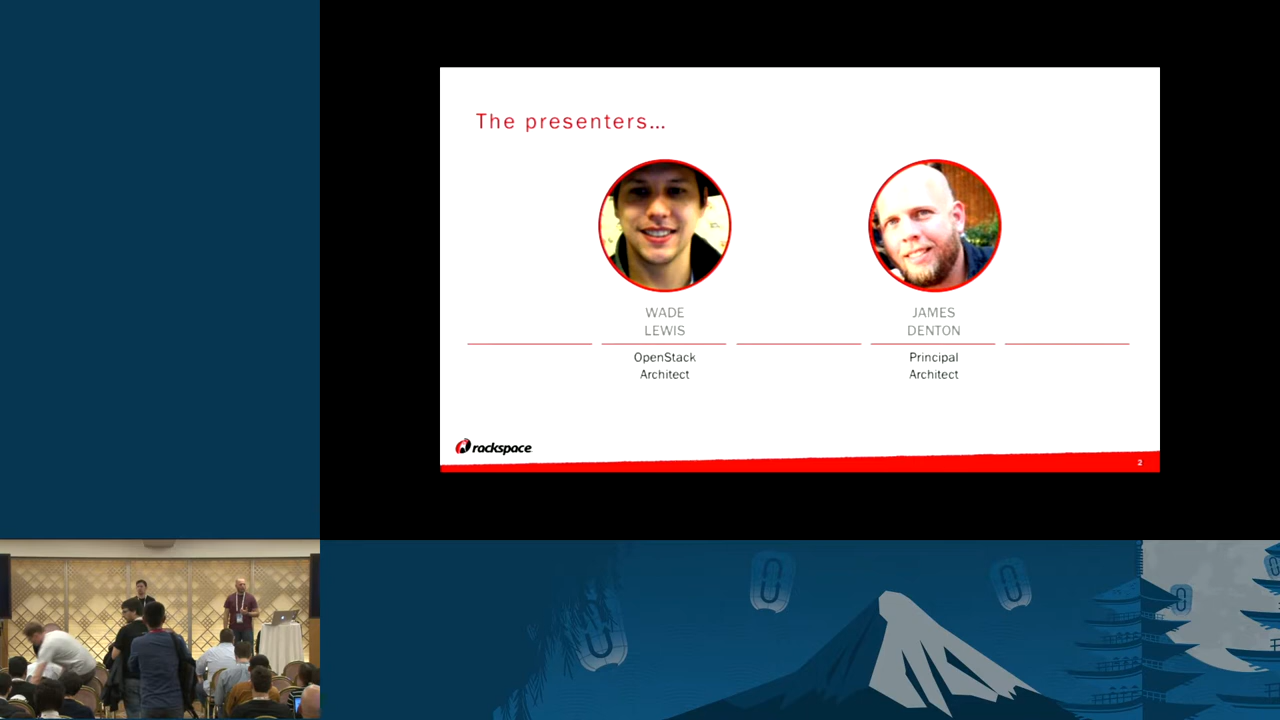 The presenters...
WADE
LEWIS
OpenStack
Architect
JAMES
DENTON
Principal
Architect
rackspace
2